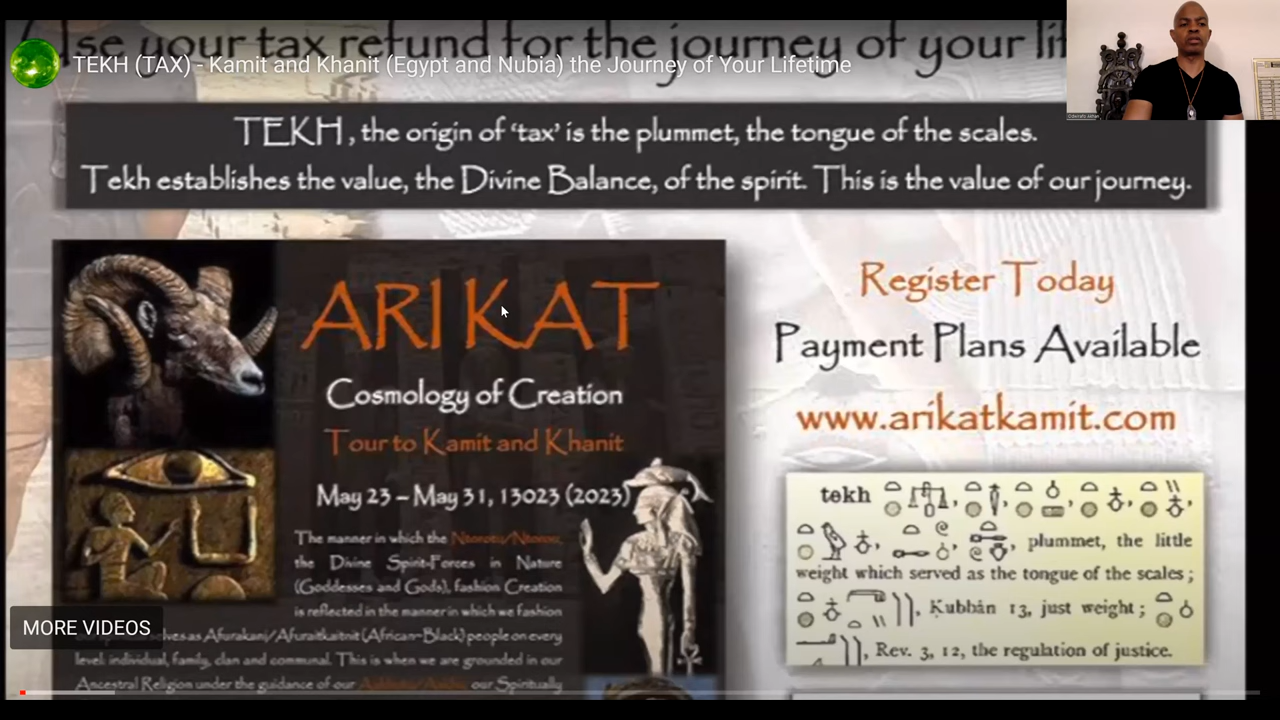 Use your tax refund for the journey of your lif
TEKH (TAX) - Kamit and Khanit (Egypt and Nubia) the Journey of Your Lifetime
TEKH, the origin of 'tax' is the plummet, the tongue of the scales.
Tekh establishes the value, the Divine Balance, of the spirit. This is the value of our journey.
ARI KAT
Cosmology of Creation
Tour to Kamit and Khanit
May 23 – May 31, 13023 (2023)
The manner in which the Ntorotu/Ntorou,
the Divine Spirit-Forces in Nature
(Goddesses and Gods), fashion Creation
is reflected in the manner in which we fashion
elves as Afurakani/Afuraitkaitnit (African~Black) people on every
level: individual, family, clan and communal. This is when we are grounded in our
Ancestral Religion under the guidance of our our Spiritually
MORE VIDEOS
Register Today
Payment Plans Available
www.arikatkamit.com
tekh
plummet, the little
weight which served as the tongue of the scales;
Ḳubbân 13, just weight;
Rev. 3, 12, the regulation of justice.